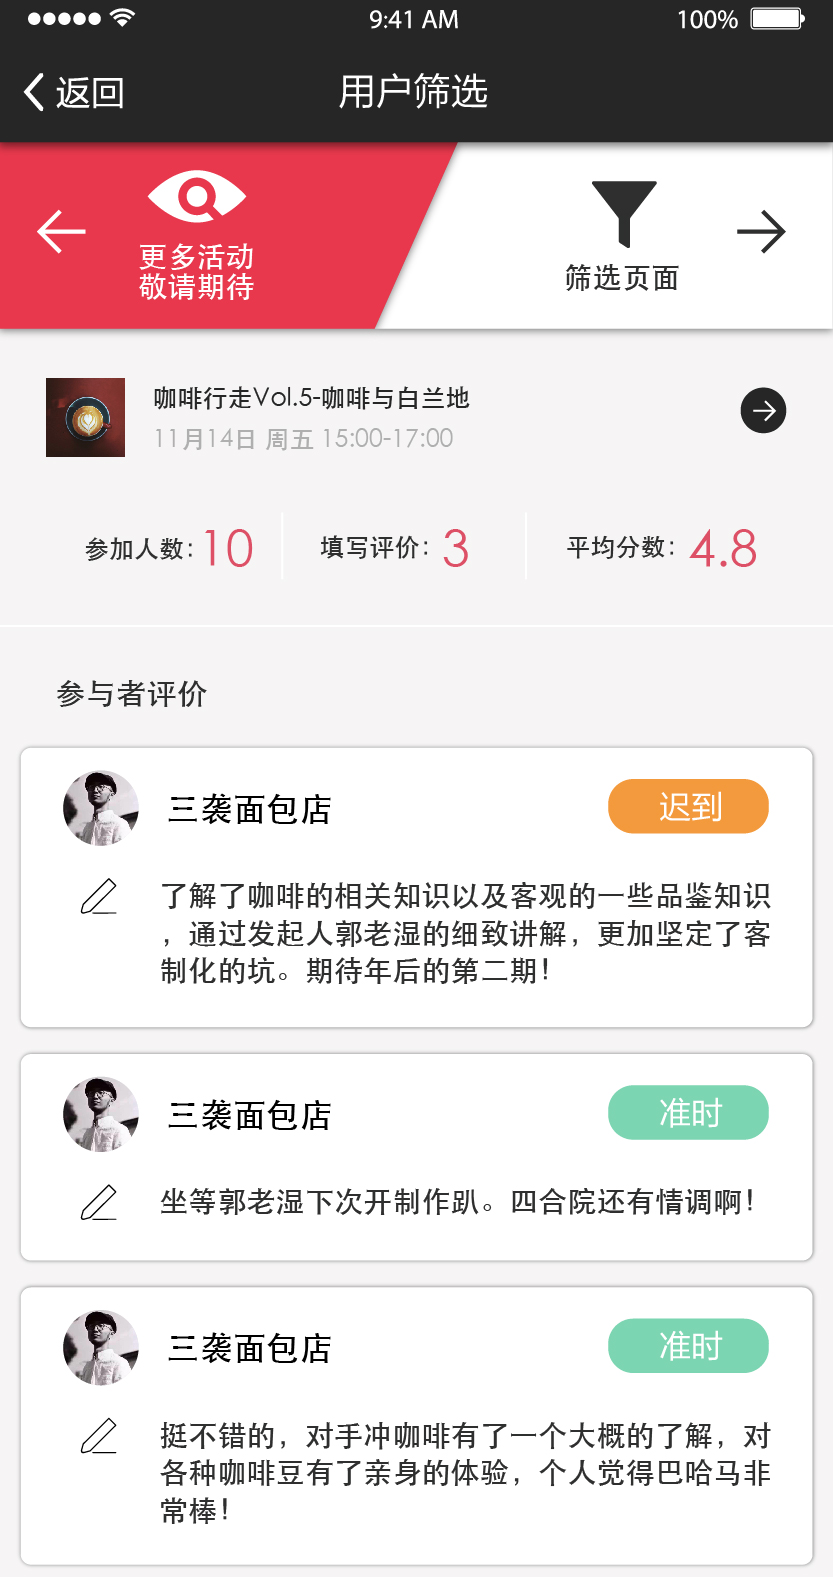 9:41 AM
100%
返回
用户筛选
更多活动
敬请期待
筛选页面
咖啡行走Vol.5-咖啡与白兰地
11月14日 周五 15:00-17:00
参加人数：10
填写评价：3
平均分数：4.8
参与者评价
三袭面包店
迟到
了解了咖啡的相关知识以及客观的一些品鉴知识
，通过发起人郭老湿的细致讲解，更加坚定了客
制化的坑。期待年后的第二期！
三袭面包店
准时
坐等郭老湿下次开制作趴。四合院还有情调啊！
三袭面包店
准时
挺不错的，对手冲咖啡有了一个大概的了解，对
各种咖啡豆有了亲身的体验，个人觉得巴哈马非
常棒！